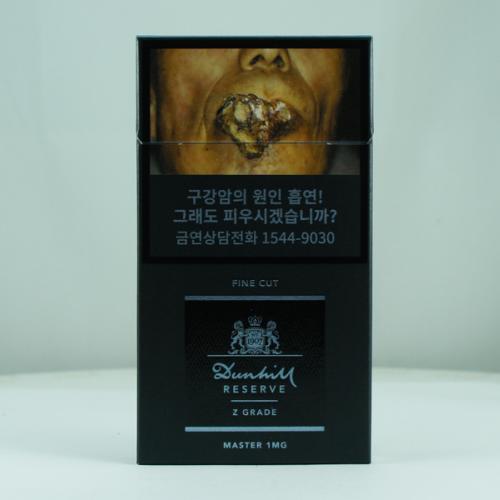 구강암의 원인 흡연!
그래도 피우시겠습니까?
금연상담전화 1544-9030
FINE CUT
1907
Dunhill
RESERVE
Z GRADE
MASTER 1MG